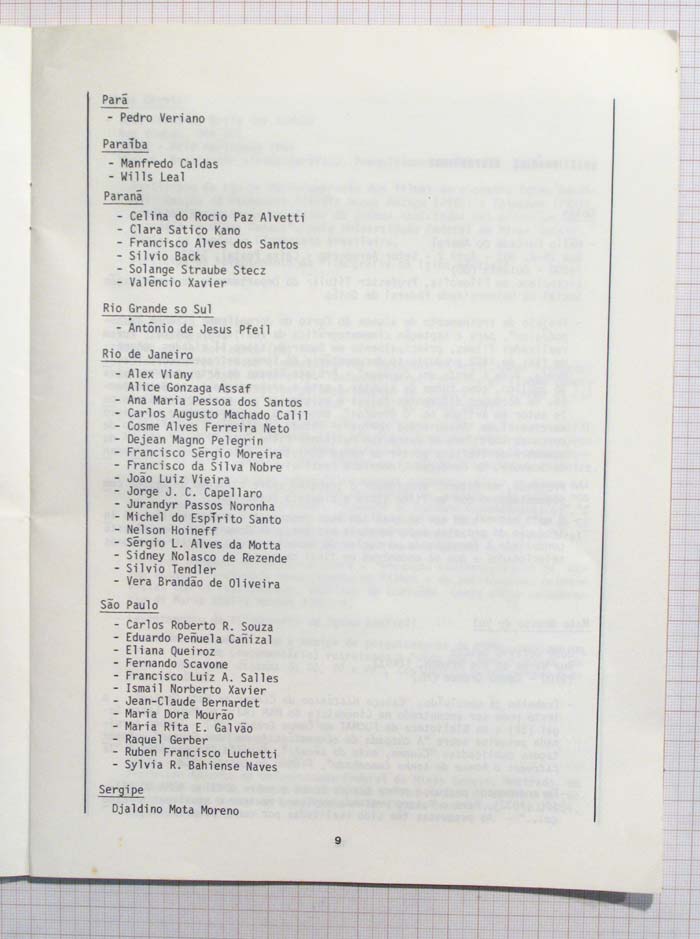 Pará
- Pedro Veriano
Paraíba
- Manfredo Caldas
- Wills Leal
Paraná
- Celina do Rocio Paz Alvetti
- Clara Satico Kano
- Francisco Alves dos Santos
- Silvio Back
- Solange Straube Stecz
- Valêncio Xavier
Rio Grande so Sul
- Antônio de Jesus Pfeil
Rio de Janeiro
- Alex Viany
Alice Gonzaga Assaf
- Ana Maria Pessoa dos Santos
- Carlos Augusto Machado Calil
- Cosme Alves Ferreira Neto
- Dejean Magno Pelegrin
- Francisco Sérgio Moreira
- Francisco da Silva Nobre
- João Luiz Vieira
- Jorge J. C. Capellaro
- Jurandyr Passos Noronha
- Michel do Espírito Santo
- Nelson Hoineff
- Sérgio L. Alves da Motta
- Sidney Nolasco de Rezende
- Silvio Tendler
- Vera Brandão de Oliveira
São Paulo
- Carlos Roberto R. Souza
- Eduardo Peñuela Cañizal
- Eliana Queiroz
- Fernando Scavone
- Francisco Luiz A. Salles
- Ismail Norberto Xavier
- Jean-Claude Bernardet
- Maria Dora Mourão
- Maria Rita E. Galvão
- Raquel Gerber
- Ruben Francisco Luchetti
- Sylvia R. Bahiense Naves
Sergipe
Djaldino Mota Moreno
9